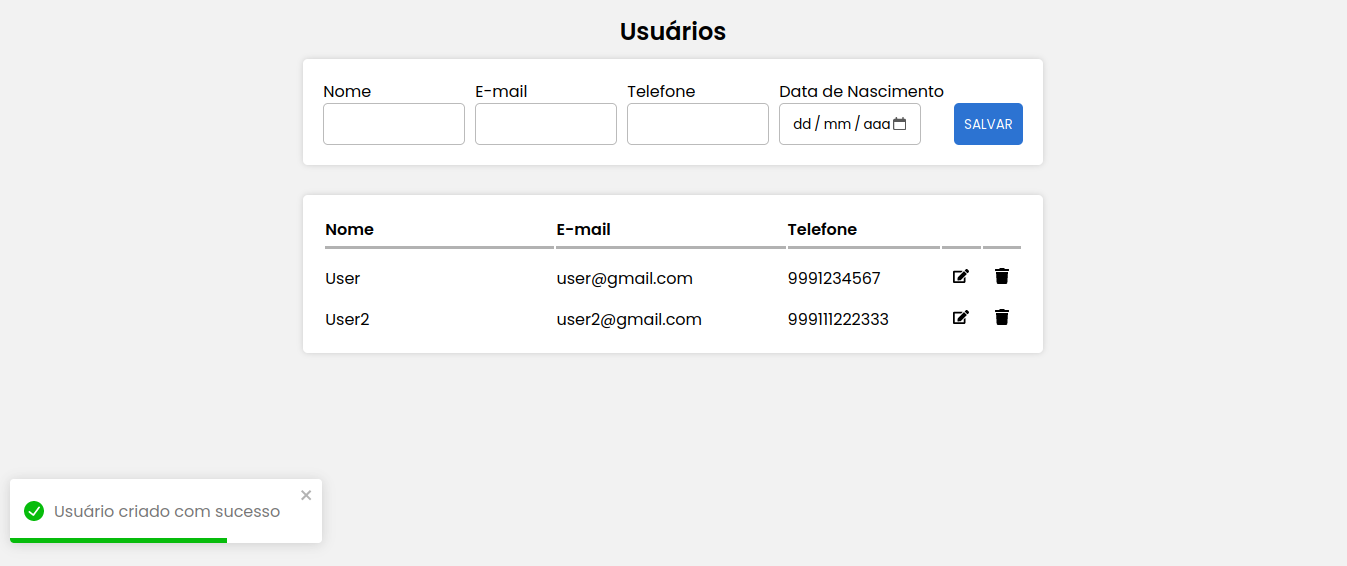 Usuários
Nome E-mail Telefone Data de Nascimento
dd / mm / aaa SALVAR
Nome E-mail Telefone
User user@gmail.com 9991234567
User2 user2@gmail.com 999111222333
Usuário criado com sucesso